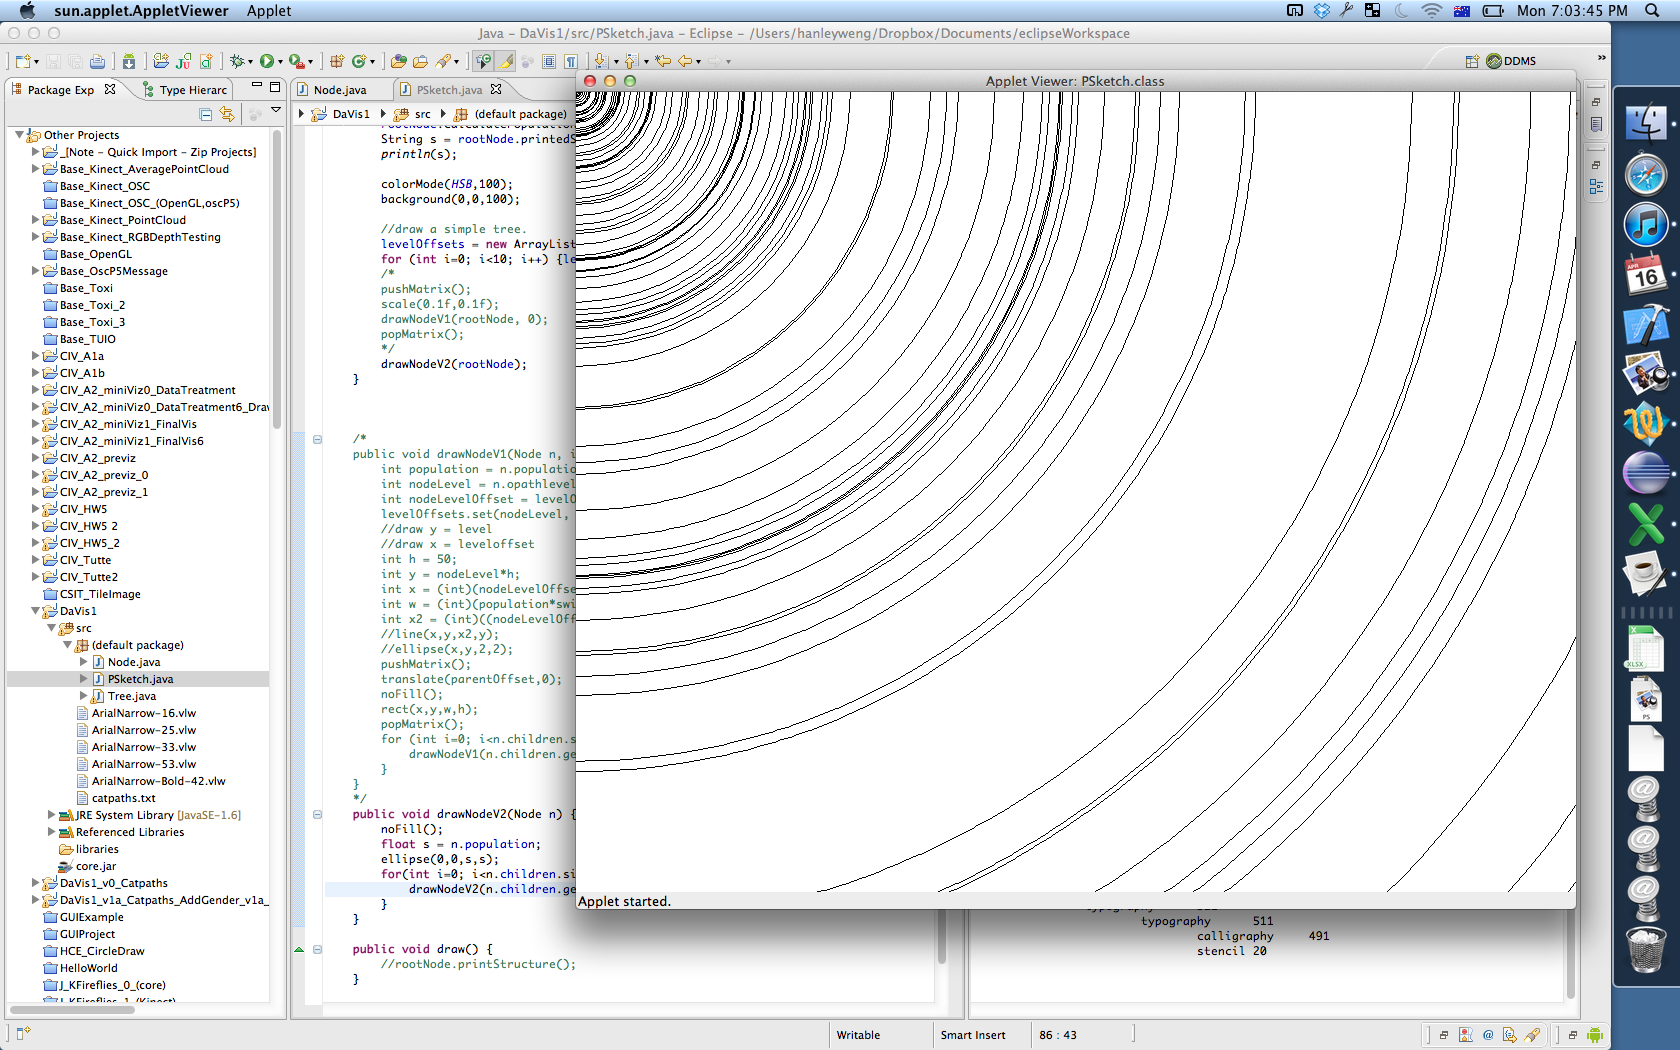 sun.applet.AppletViewer Applet
Mon 7:03:45 PM
Java – DaVis1/src/PSketch.java – Eclipse – /Users/hanleyweng/Dropbox/Documents/eclipseWorkspace
DDMS
Package Exp
Type Hierarc
Node.java
PSketch.java
Applet Viewer: PSketch.class
DaVis1
src
(default package)
Other Projects
_[Note – Quick Import – Zip Projects]
Base_Kinect_AveragePointCloud
Base_Kinect_OSC
Base_Kinect_OSC_(OpenGL,oscP5)
Base_Kinect_PointCloud
Base_Kinect_RGBDepthTesting
Base_OpenGL
Base_OscP5Message
Base_Toxi
Base_Toxi_2
Base_Toxi_3
Base_TUIO
CIV_A1a
CIV_A1b
CIV_A2_miniViz0_DataTreatment
CIV_A2_miniViz0_DataTreatment6_Drav
CIV_A2_miniViz1_FinalVis
CIV_A2_miniViz1_FinalVis6
CIV_A2_previz
CIV_A2_previz_0
CIV_A2_previz_1
CIV_HW5
CIV_HW5 2
CIV_HW5_2
CIV_Tutte
CIV_Tutte2
CSIT_TileImage
DaVis1
src
(default package)
Node.java
PSketch.java
Tree.java
ArialNarrow-16.vlw
ArialNarrow-25.vlw
ArialNarrow-33.vlw
ArialNarrow-53.vlw
ArialNarrow-Bold-42.vlw
catpaths.txt
JRE System Library [JavaSE-1.6]
Referenced Libraries
libraries
core.jar
DaVis1_v0_Catpaths
DaVis1_v1a_Catpaths_AddGender_v1a_
GUIExample
GUIProject
HCE_CircleDraw
HelloWorld
J_KFireflies_0_(core)
J_KFireflies_1_(Kinect)
String s = rootNode.printedS
println(s);
colorMode(HSB,100);
background(0,0,100);
//draw a simple tree.
levelOffsets = new ArrayList
for (int i=0; i<10; i++) {le
/*
pushMatrix();
scale(0.1f,0.1f);
drawNodeV1(rootNode, 0);
popMatrix();
*/
drawNodeV2(rootNode);
}
/*
public void drawNodeV1(Node n, i
int population = n.populatio
int nodeLevel = n.opathlevel
int nodeLevelOffset = levelO
levelOffsets.set(nodeLevel,
//draw y = level
//draw x = leveloffset
int h = 50;
int y = nodeLevel*h;
int x = (int)(nodeLevelOffse
int w = (int)(population*swi
int x2 = (int)((nodeLevelOff
//line(x,y,x2,y);
//ellipse(x,y,2,2);
pushMatrix();
translate(parentOffset,0);
noFill();
rect(x,y,w,h);
popMatrix();
for (int i=0; i<n.children.s
drawNodeV1(n.children.ge
}
}
*/
public void drawNodeV2(Node n) {
noFill();
float s = n.population;
ellipse(0,0,s,s);
for(int i=0; i<n.children.si
drawNodeV2(n.children.ge
}
}
public void draw() {
//rootNode.printStructure();
}
Applet started.
typography 511
calligraphy 491
stencil 20
Writable
Smart Insert
86 : 43
APR
16
XLSX
PS